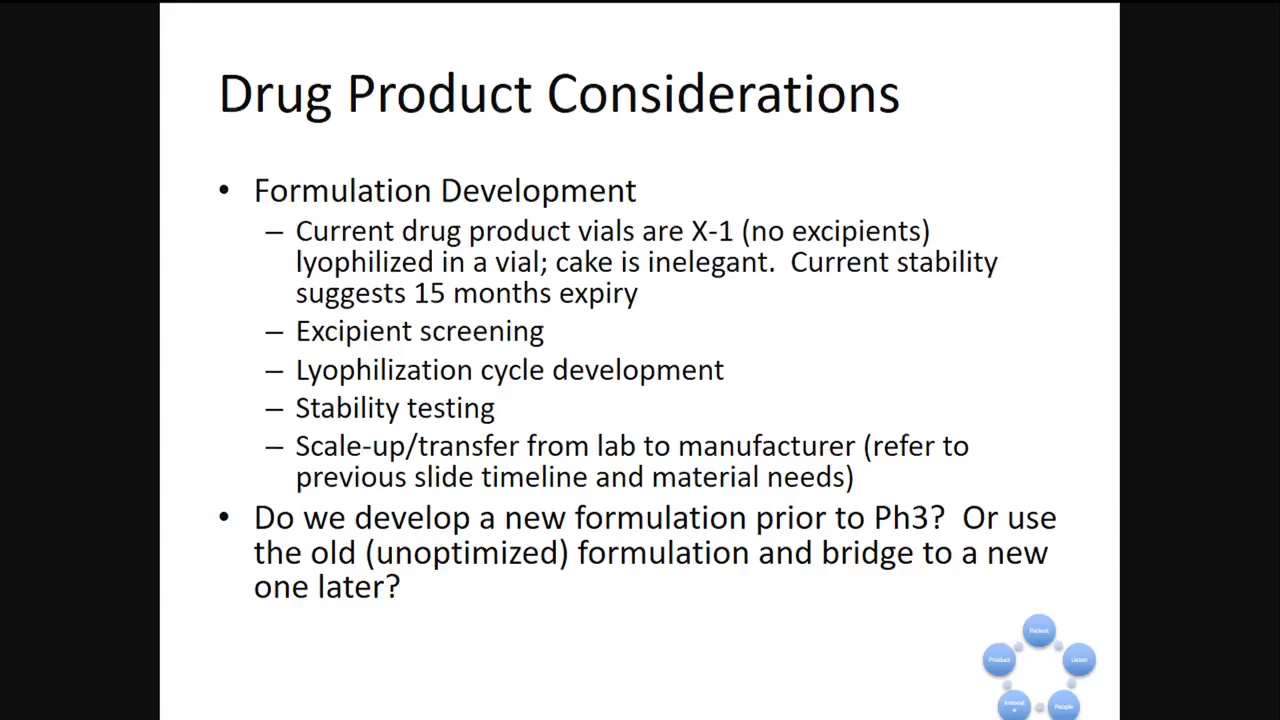 Drug Product Considerations
• Formulation Development
– Current drug product vials are X-1 (no excipients)
lyophilized in a vial; cake is inelegant.  Current stability
suggests 15 months expiry
– Excipient screening
– Lyophilization cycle development
– Stability testing
– Scale-up/transfer from lab to manufacturer (refer to
previous slide timeline and material needs)
• Do we develop a new formulation prior to Ph3?  Or use
the old (unoptimized) formulation and bridge to a new
one later?
Patient
Product
People